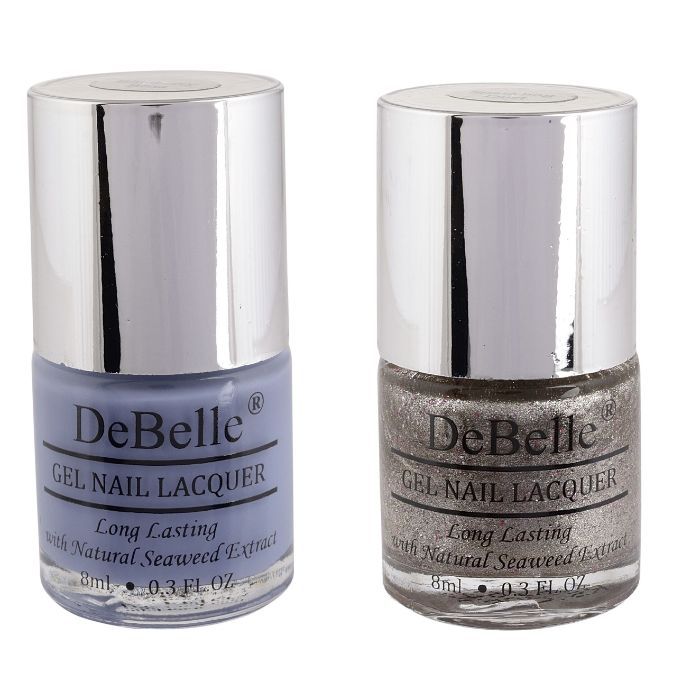 DeBelle®
GEL NAIL LACQUER
Long Lasting
with Natural Seaweed Extract
8ml • 0.3 FL OZ
DeBelle®
GEL NAIL LACQUER
Long Lasting
with Natural Seaweed Extract
8ml • 0.3 FL OZ